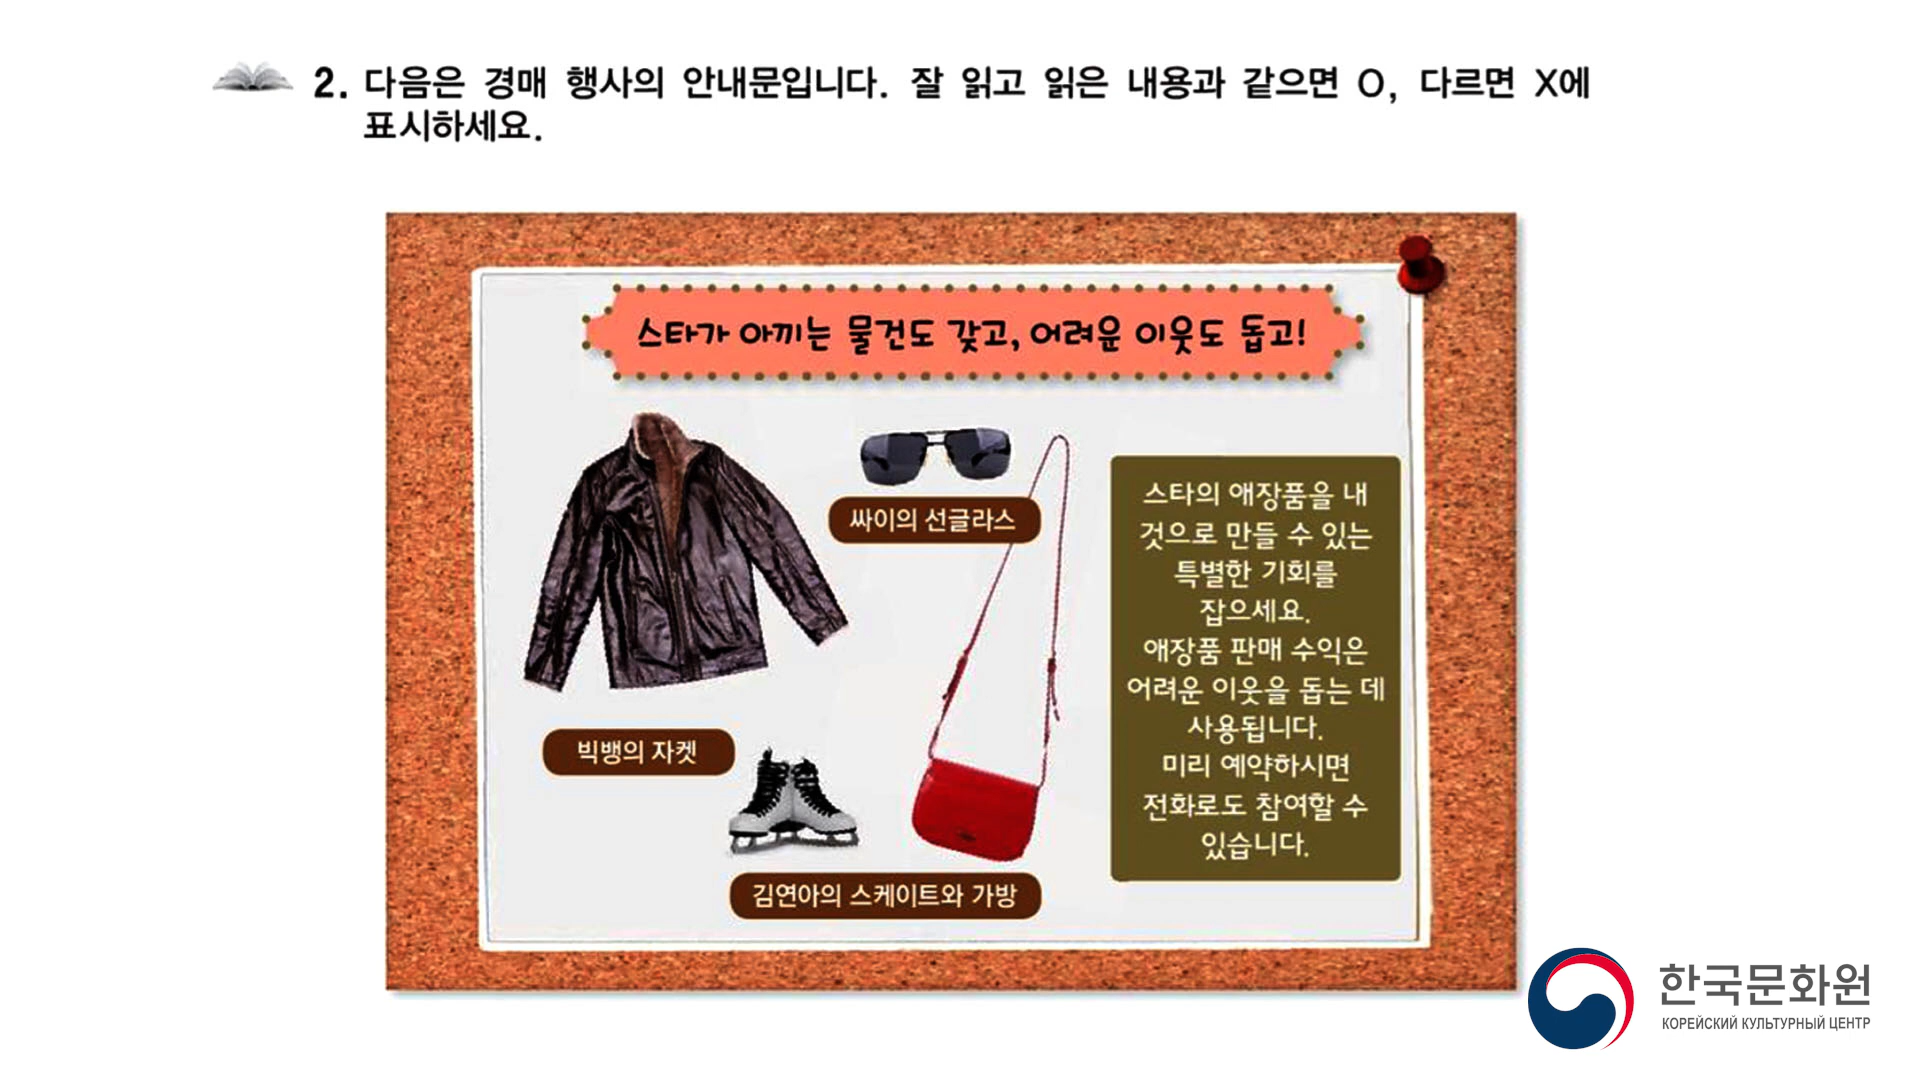 2. 다음은 경매 행사의 안내문입니다. 잘 읽고 읽은 내용과 같으면 O, 다르면 X에
표시하세요.
스타가 아끼는 물건도 갖고, 어려운 이웃도 돕고!
싸이의 선글라스
빅뱅의 자켓
김연아의 스케이트와 가방
스타의 애장품을 내
것으로 만들 수 있는
특별한 기회를
잡으세요.
애장품 판매 수익은
어려운 이웃을 돕는 데
사용됩니다.
미리 예약하시면
전화로도 참여할 수
있습니다.
한국문화원
КОРЕЙСКИЙ КУЛЬТУРНЫЙ ЦЕНТР